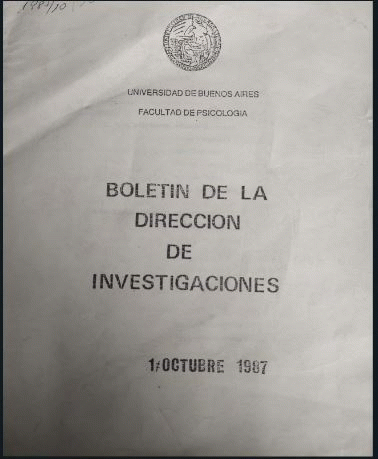 UNIVERSIDAD DE BUENOS AIRES
FACULTAD DE PSICOLOGIA
BOLETIN DE LA
DIRECCION
DE
INVESTIGACIONES
1/OCTUBRE 1987